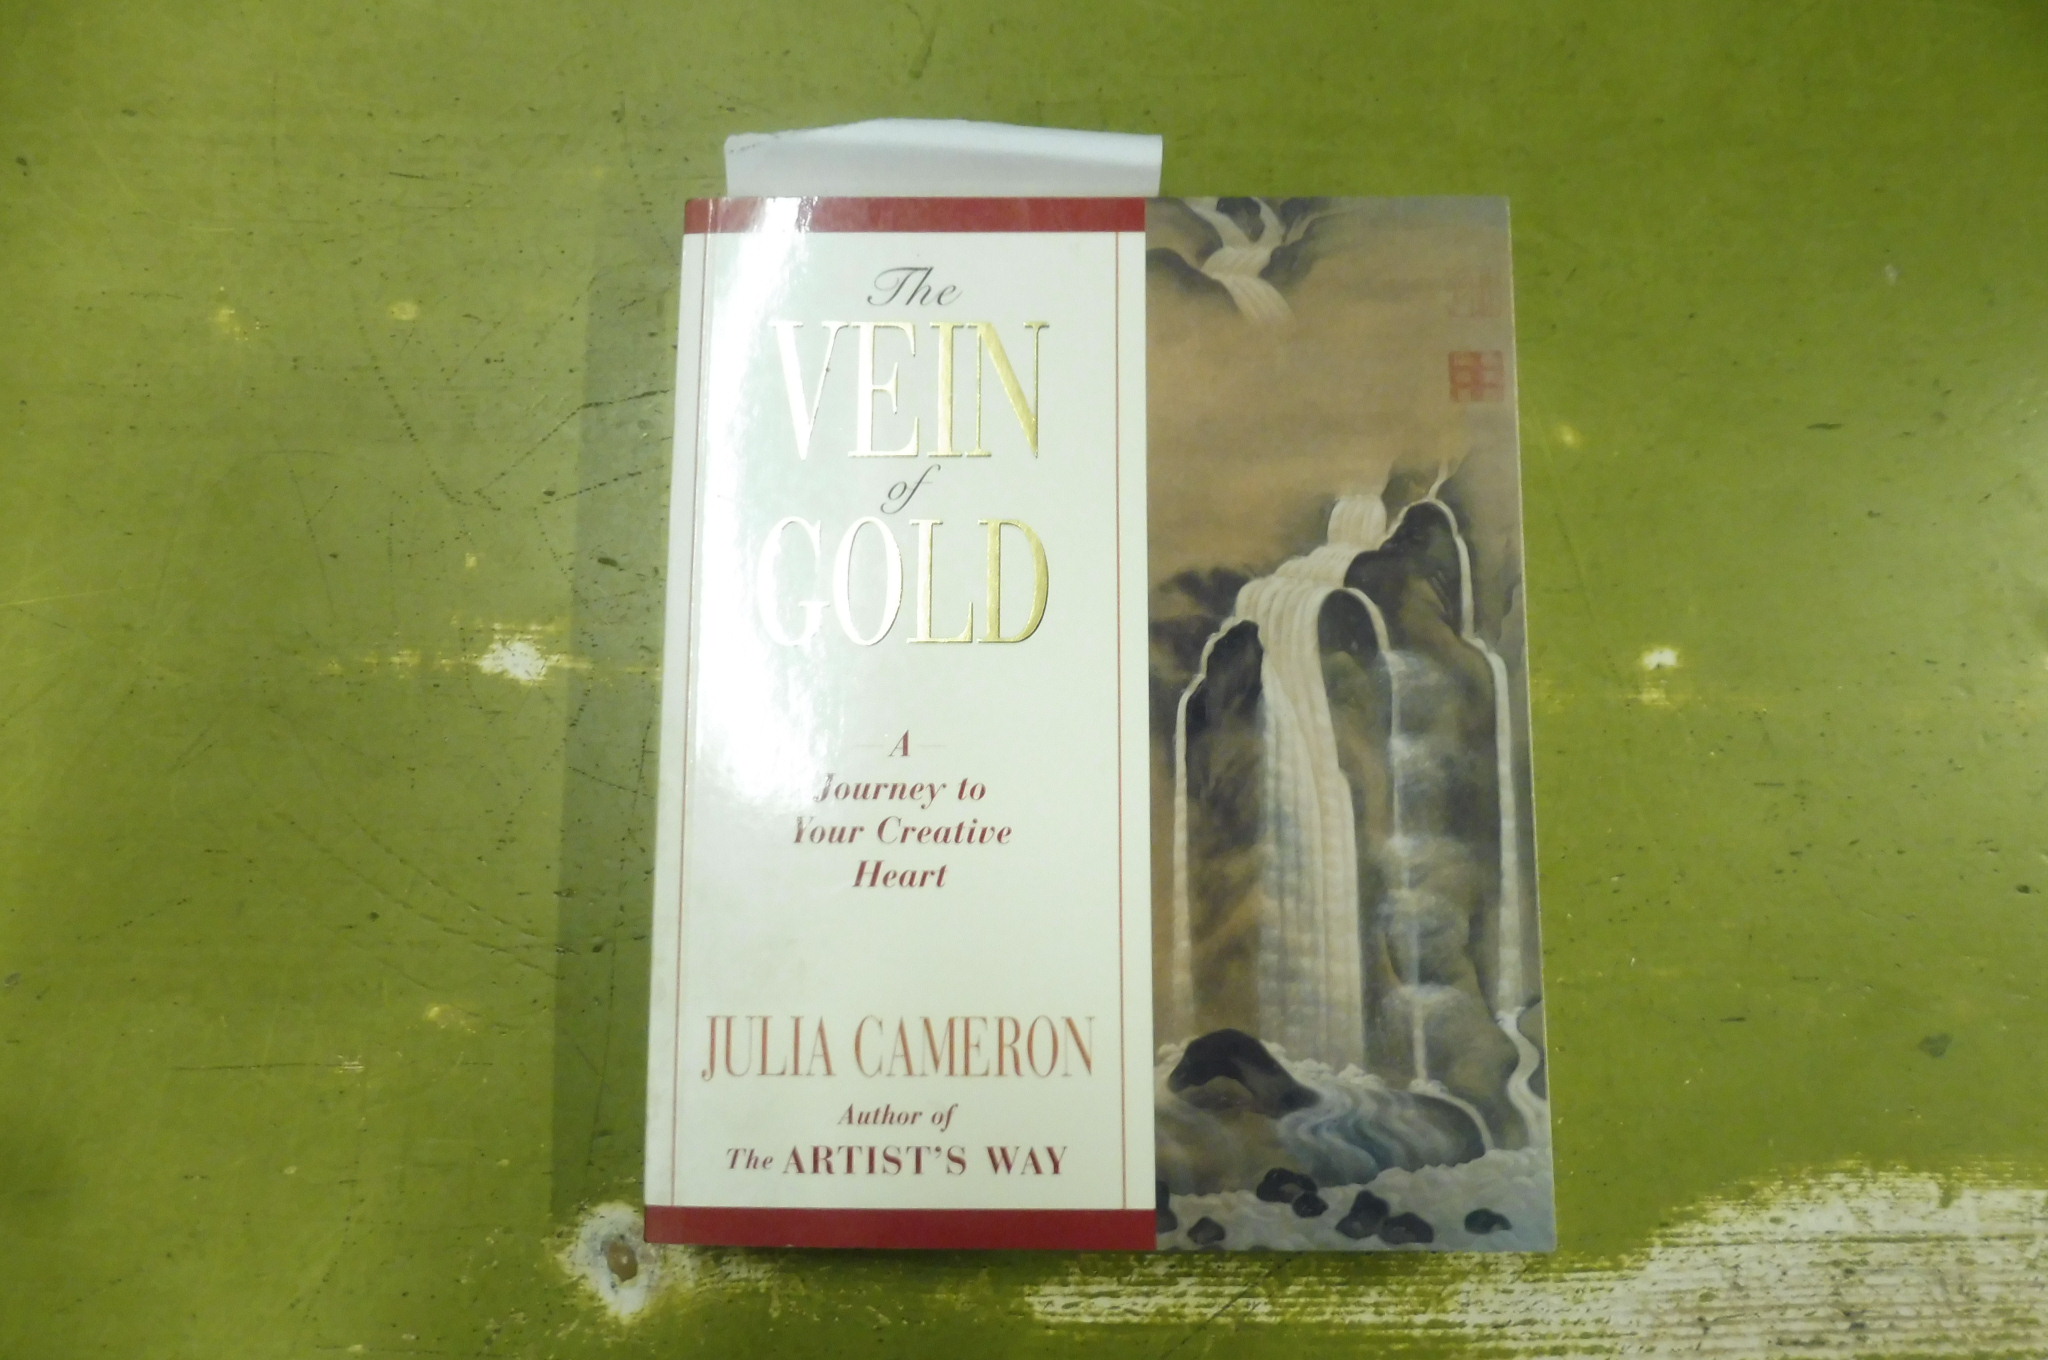 The
VEIN
of
GOLD
A
Journey to
Your Creative
Heart
JULIA CAMERON
Author of
The ARTIST'S WAY